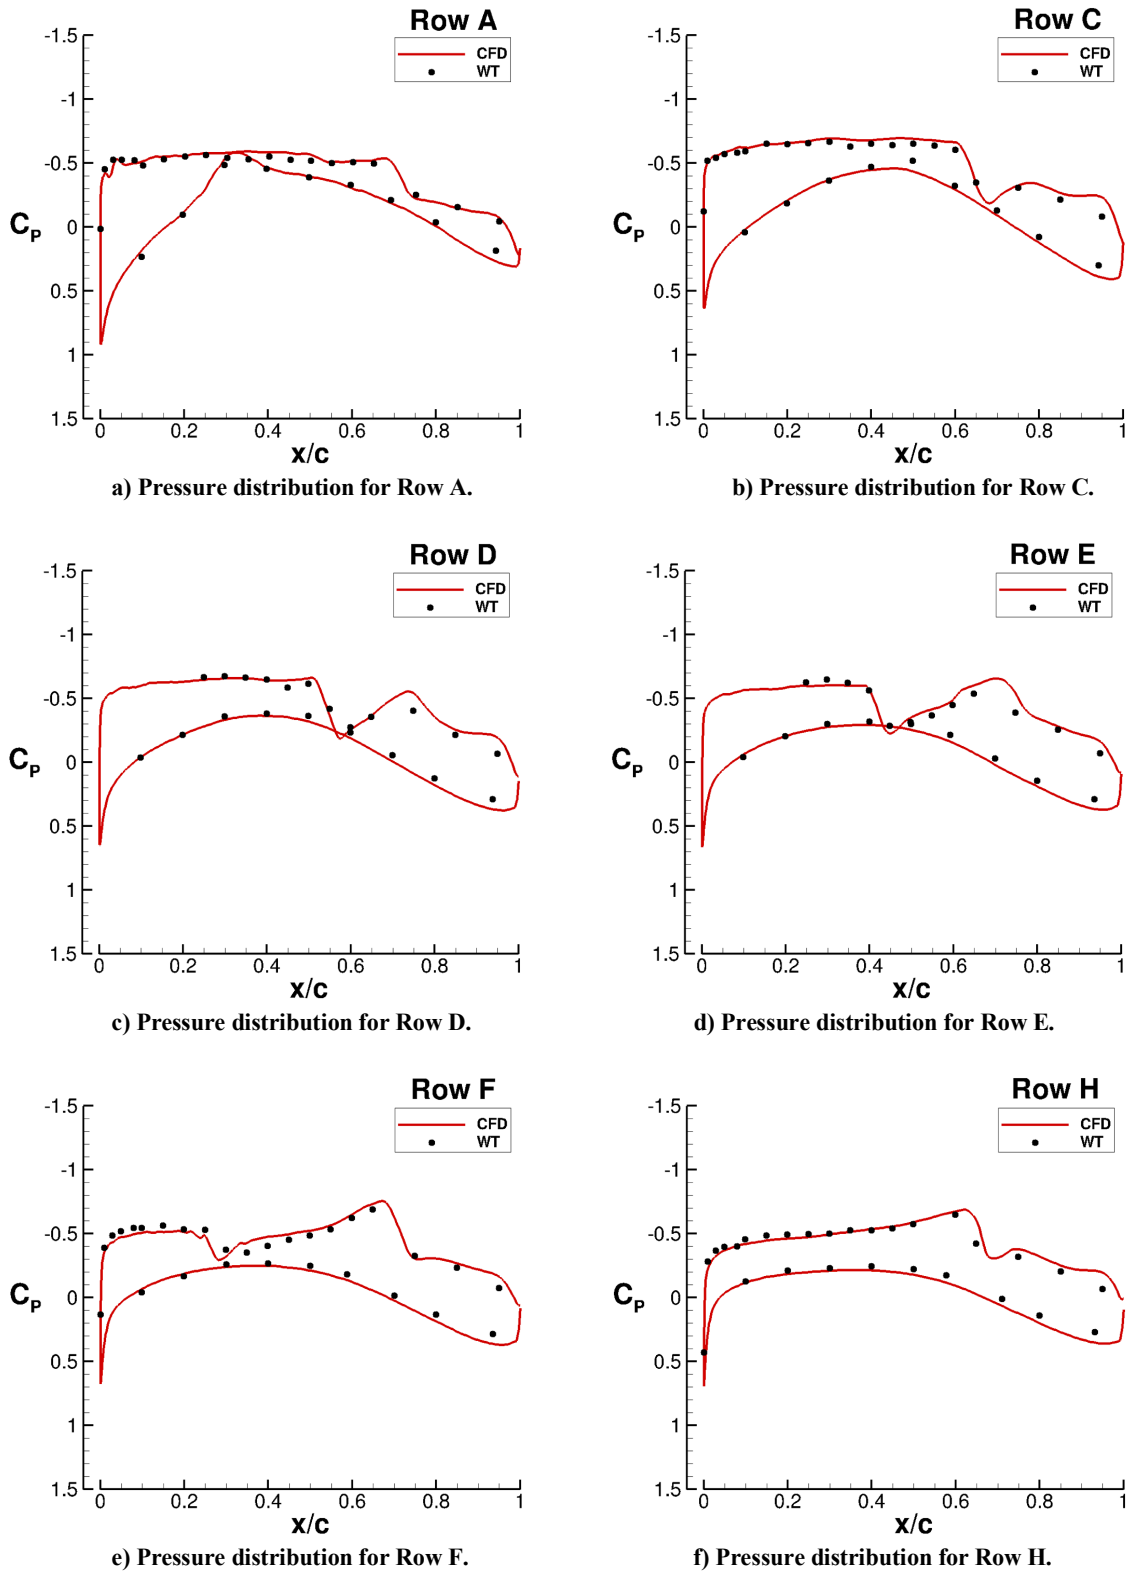 Row A
CFD
WT
-1.5
-1
-0.5
0
0.5
1
1.5
CP
0 0.2 0.4 0.6 0.8 1
x/c
a) Pressure distribution for Row A.
Row C
CFD
WT
-1.5
-1
-0.5
0
0.5
1
1.5
CP
0 0.2 0.4 0.6 0.8 1
x/c
b) Pressure distribution for Row C.
Row D
CFD
WT
-1.5
-1
-0.5
0
0.5
1
1.5
CP
0 0.2 0.4 0.6 0.8 1
x/c
c) Pressure distribution for Row D.
Row E
CFD
WT
-1.5
-1
-0.5
0
0.5
1
1.5
CP
0 0.2 0.4 0.6 0.8 1
x/c
d) Pressure distribution for Row E.
Row F
CFD
WT
-1.5
-1
-0.5
0
0.5
1
1.5
CP
0 0.2 0.4 0.6 0.8 1
x/c
e) Pressure distribution for Row F.
Row H
CFD
WT
-1.5
-1
-0.5
0
0.5
1
1.5
CP
0 0.2 0.4 0.6 0.8 1
x/c
f) Pressure distribution for Row H.